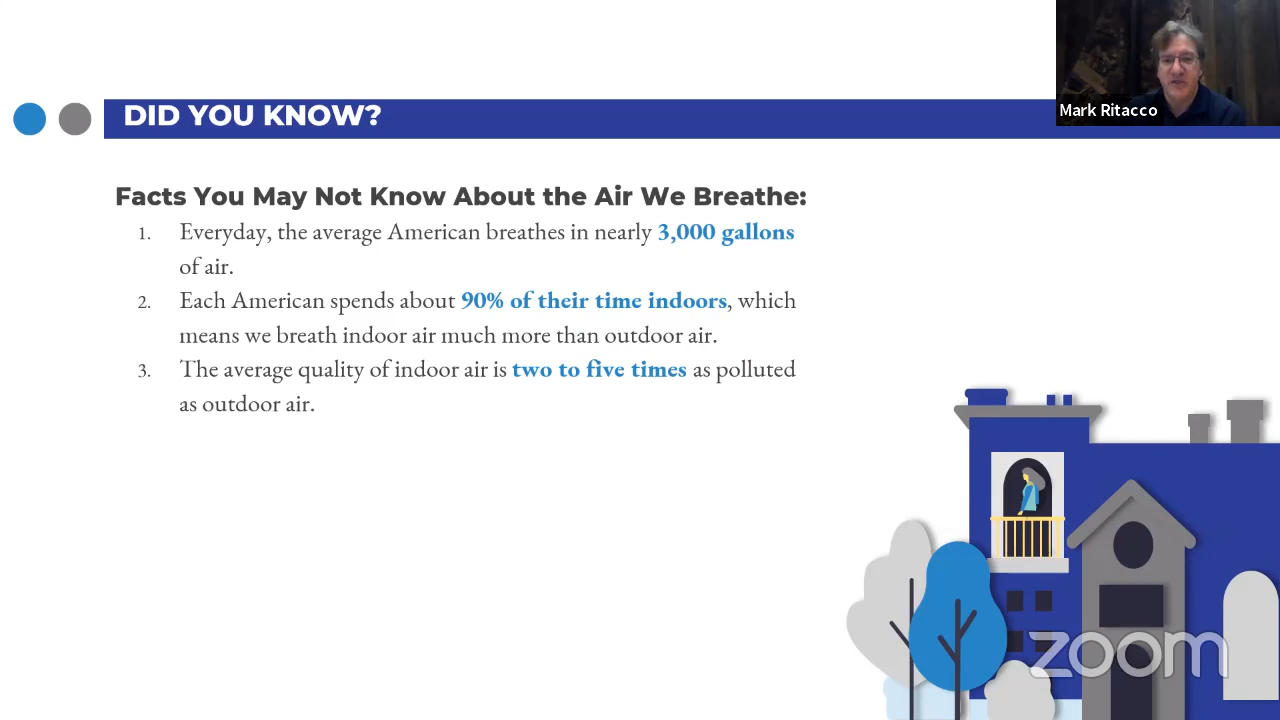 Mark Ritacco
DID YOU KNOW?
Facts You May Not Know About the Air We Breathe:
1. Everyday, the average American breathes in nearly 3,000 gallons
of air.
2. Each American spends about 90% of their time indoors, which
means we breath indoor air much more than outdoor air.
3. The average quality of indoor air is two to five times as polluted
as outdoor air.
zoom